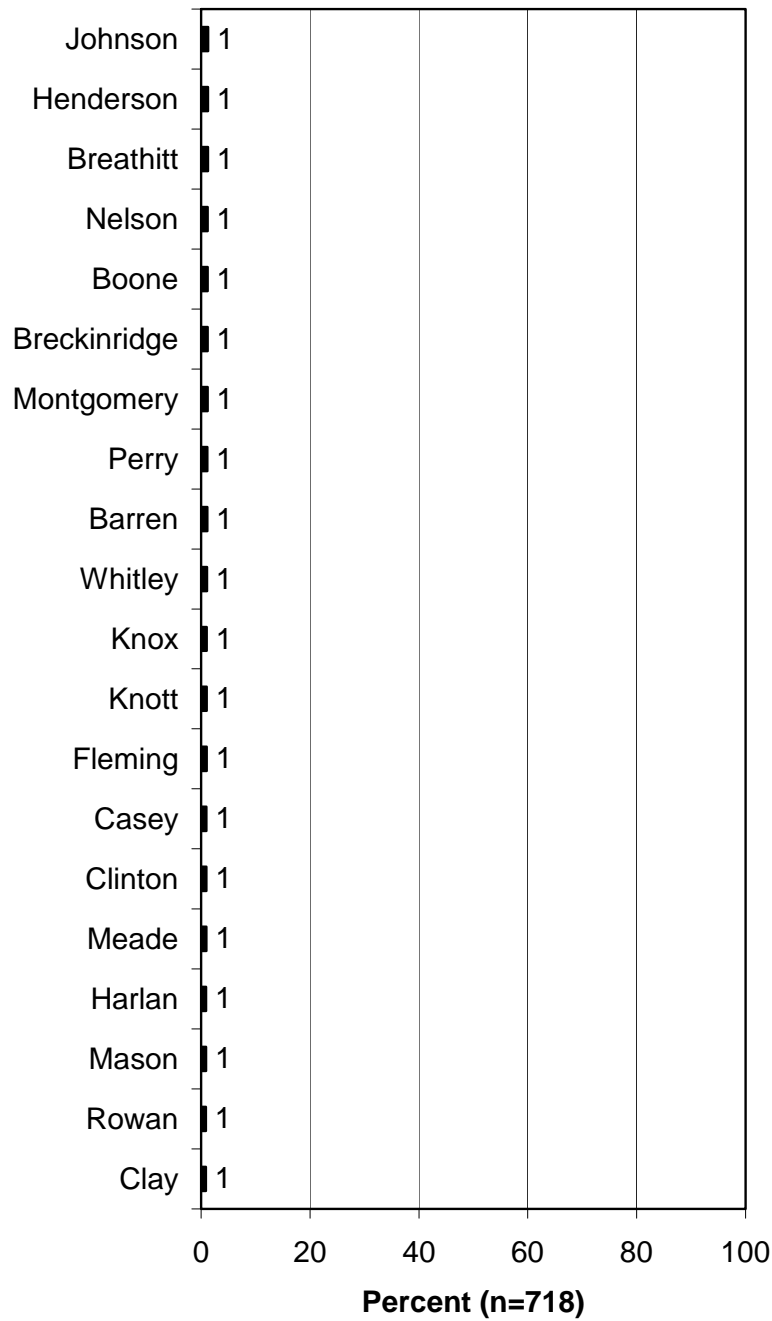 Johnson 1
Henderson 1
Breathitt 1
Nelson 1
Boone 1
Breckinridge 1
Montgomery 1
Perry 1
Barren 1
Whitley 1
Knox 1
Knott 1
Fleming 1
Casey 1
Clinton 1
Meade 1
Harlan 1
Mason 1
Rowan 1
Clay 1
0 20 40 60 80 100
Percent (n=718)